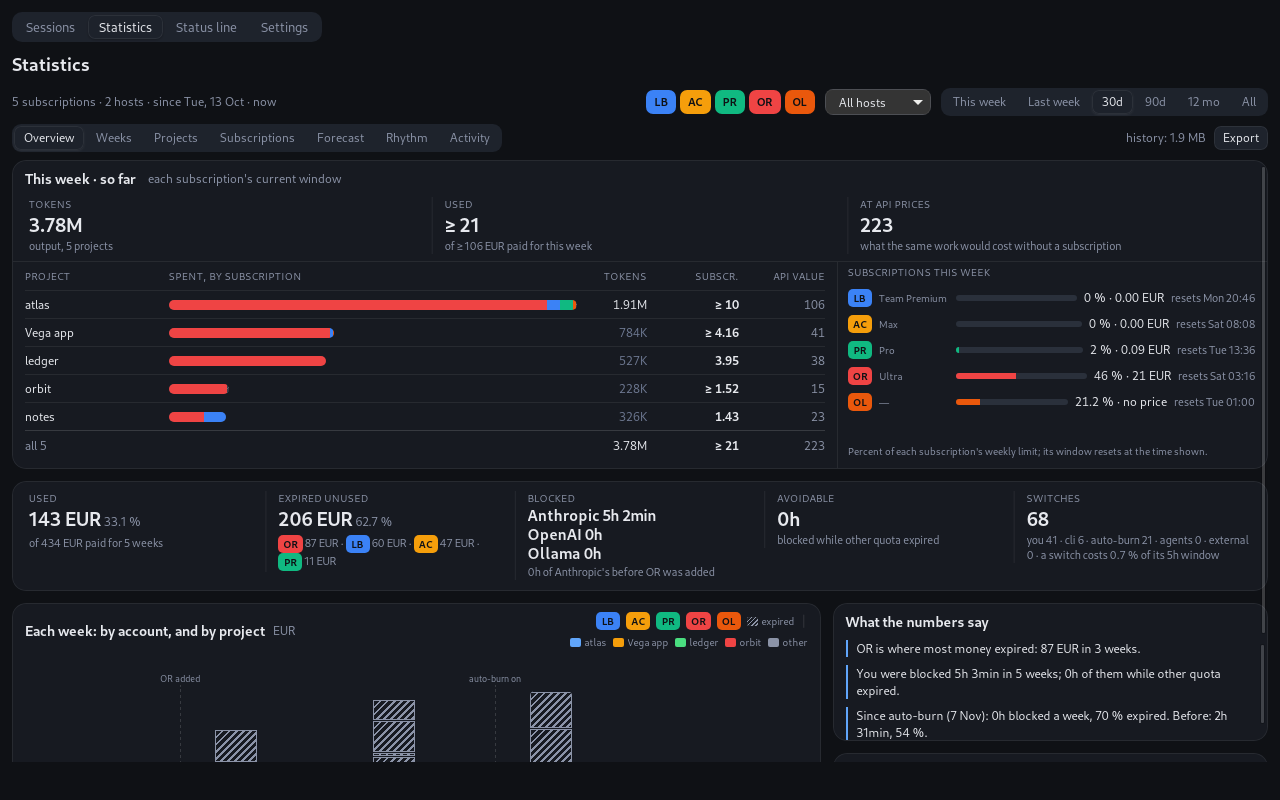 Sessions Statistics Status line Settings
Statistics
5 subscriptions · 2 hosts · since Tue, 13 Oct · now
LB AC PR OR OL All hosts This week Last week 30d 90d 12 mo All
Overview Weeks Projects Subscriptions Forecast Rhythm Activity
history: 1.9 MB Export
This week · so far each subscription's current window
TOKENS
3.78M
output, 5 projects
USED
≥ 21
of ≥ 106 EUR paid for this week
AT API PRICES
223
what the same work would cost without a subscription
PROJECT SPENT, BY SUBSCRIPTION TOKENS SUBSCR. API VALUE
atlas 1.91M ≥ 10 106
Vega app 784K ≥ 4.16 41
ledger 527K 3.95 38
orbit 228K ≥ 1.52 15
notes 326K 1.43 23
all 5 3.78M ≥ 21 223
SUBSCRIPTIONS THIS WEEK
LB Team Premium 0 % · 0.00 EUR resets Mon 20:46
AC Max 0 % · 0.00 EUR resets Sat 08:08
PR Pro 2 % · 0.09 EUR resets Tue 13:36
OR Ultra 46 % · 21 EUR resets Sat 03:16
OL — 21.2 % · no price resets Tue 01:00
Percent of each subscription's weekly limit; its window resets at the time shown.
USED
143 EUR 33.1 %
of 434 EUR paid for 5 weeks
EXPIRED UNUSED
206 EUR 62.7 %
OR 87 EUR · LB 60 EUR · AC 47 EUR ·
PR 11 EUR
BLOCKED
Anthropic 5h 2min
OpenAI 0h
Ollama 0h
0h of Anthropic's before OR was added
AVOIDABLE
0h
blocked while other quota expired
SWITCHES
68
you 41 · cli 6 · auto-burn 21 · agents 0 · external
0 · a switch costs 0.7 % of its 5h window
Each week: by account, and by project EUR
LB AC PR OR OL expired
atlas Vega app ledger orbit other
OR added
auto-burn on
What the numbers say
OR is where most money expired: 87 EUR in 3 weeks.
You were blocked 5h 3min in 5 weeks; 0h of them while other quota
expired.
Since auto-burn (7 Nov): 0h blocked a week, 70 % expired. Before: 2h
31min, 54 %.